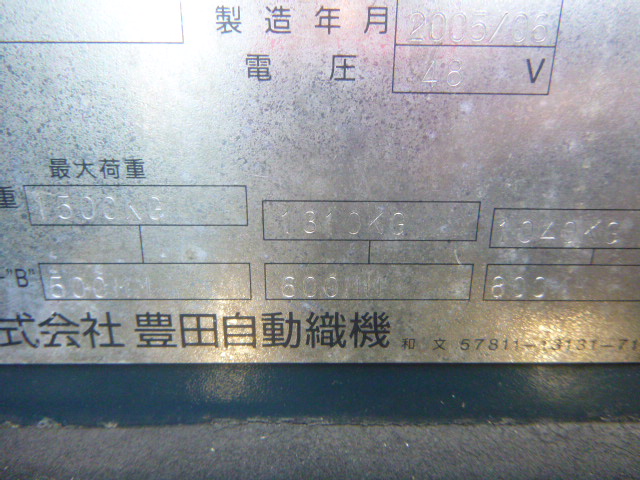 製造年月 2005/06
電圧 48 V
最大荷重
重 1500KG 1310KG 1040KG
"B" 500MM 600MM 800
式会社 豊田自動織機 和文 57811-13131-71